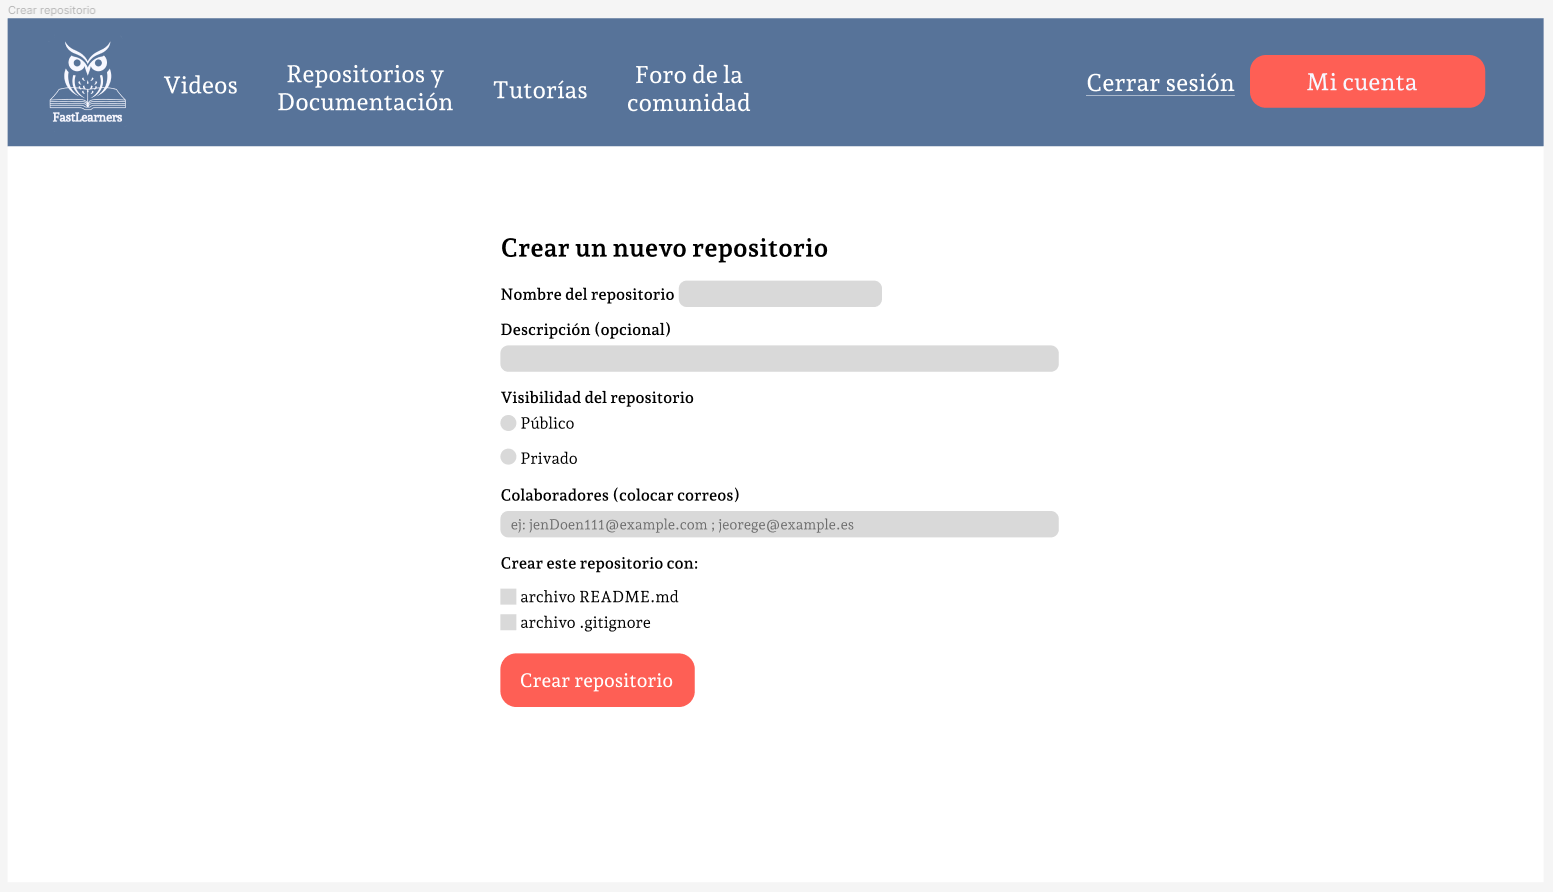 Crear repositorio
FastLearners
Videos
Repositorios y
Documentación
Tutorías
Foro de la
comunidad
Cerrar sesión
Mi cuenta
Crear un nuevo repositorio
Nombre del repositorio
Descripción (opcional)
Visibilidad del repositorio
Público
Privado
Colaboradores (colocar correos)
ej: jenDoen111@example.com ; jeorege@example.es
Crear este repositorio con:
archivo README.md
archivo .gitignore
Crear repositorio